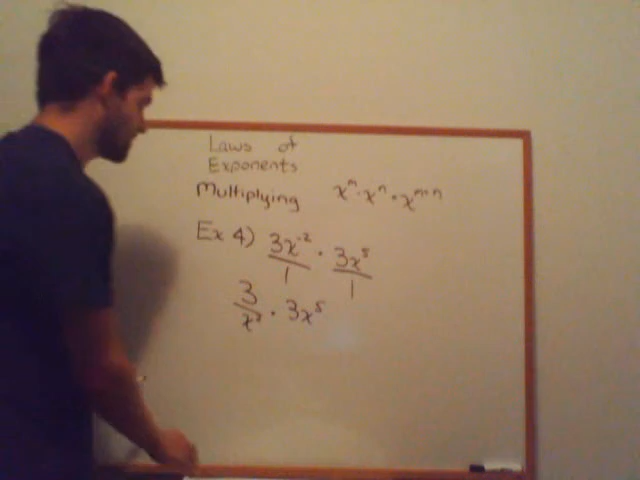 Laws of
Exponents
Multiplying x^m · x^n = x^{m+n}
Ex 4) 3x^{-2}/1 · 3x^5/1
3/x^2 · 3x^5